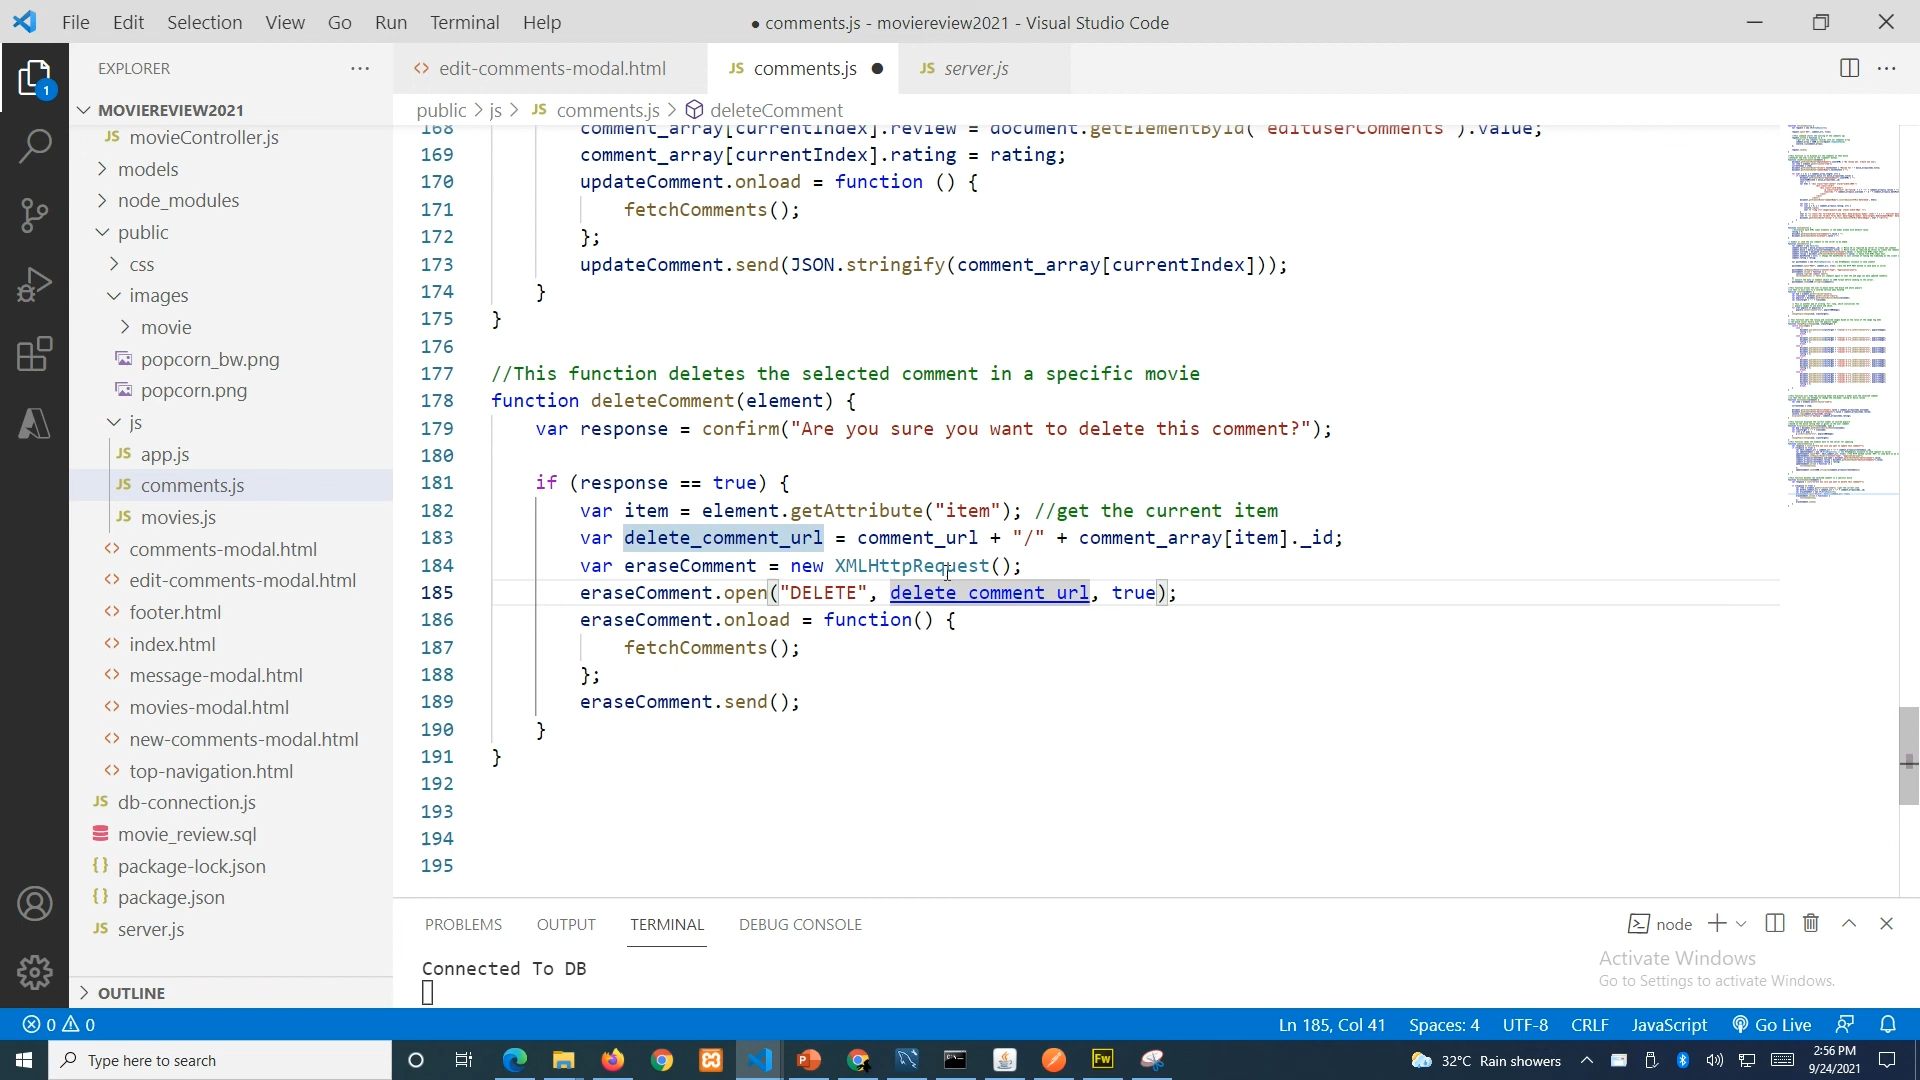 File Edit Selection View Go Run Terminal Help
● comments.js - moviereview2021 - Visual Studio Code
1
EXPLORER ···
MOVIEREVIEW2021
JS movieController.js
models
node_modules
public
css
images
movie
popcorn_bw.png
popcorn.png
js
JS app.js
JS comments.js
JS movies.js
<> comments-modal.html
<> edit-comments-modal.html
<> footer.html
<> index.html
<> message-modal.html
<> movies-modal.html
<> new-comments-modal.html
<> top-navigation.html
JS db-connection.js
movie_review.sql
{} package-lock.json
{} package.json
JS server.js
OUTLINE
<> edit-comments-modal.html
JS comments.js ●
JS server.js
public > js > JS comments.js > deleteComment
168 comment_array[currentIndex].review = document.getElementById("edituserComments").value;
169 comment_array[currentIndex].rating = rating;
170 updateComment.onload = function () {
171 fetchComments();
172 };
173 updateComment.send(JSON.stringify(comment_array[currentIndex]));
174 }
175 }
176
177 //This function deletes the selected comment in a specific movie
178 function deleteComment(element) {
179 var response = confirm("Are you sure you want to delete this comment?");
180
181 if (response == true) {
182 var item = element.getAttribute("item"); //get the current item
183 var delete_comment_url = comment_url + "/" + comment_array[item]._id;
184 var eraseComment = new XMLHttpRequest();
185 eraseComment.open("DELETE", delete_comment_url, true);
186 eraseComment.onload = function() {
187 fetchComments();
188 };
189 eraseComment.send();
190 }
191 }
192
193
194
195
PROBLEMS OUTPUT TERMINAL DEBUG CONSOLE
node
Connected To DB
Activate Windows
Go to Settings to activate Windows.
0 0
Ln 185, Col 41 Spaces: 4 UTF-8 CRLF JavaScript Go Live
Type here to search
Fw
32°C Rain showers
2:56 PM
9/24/2021